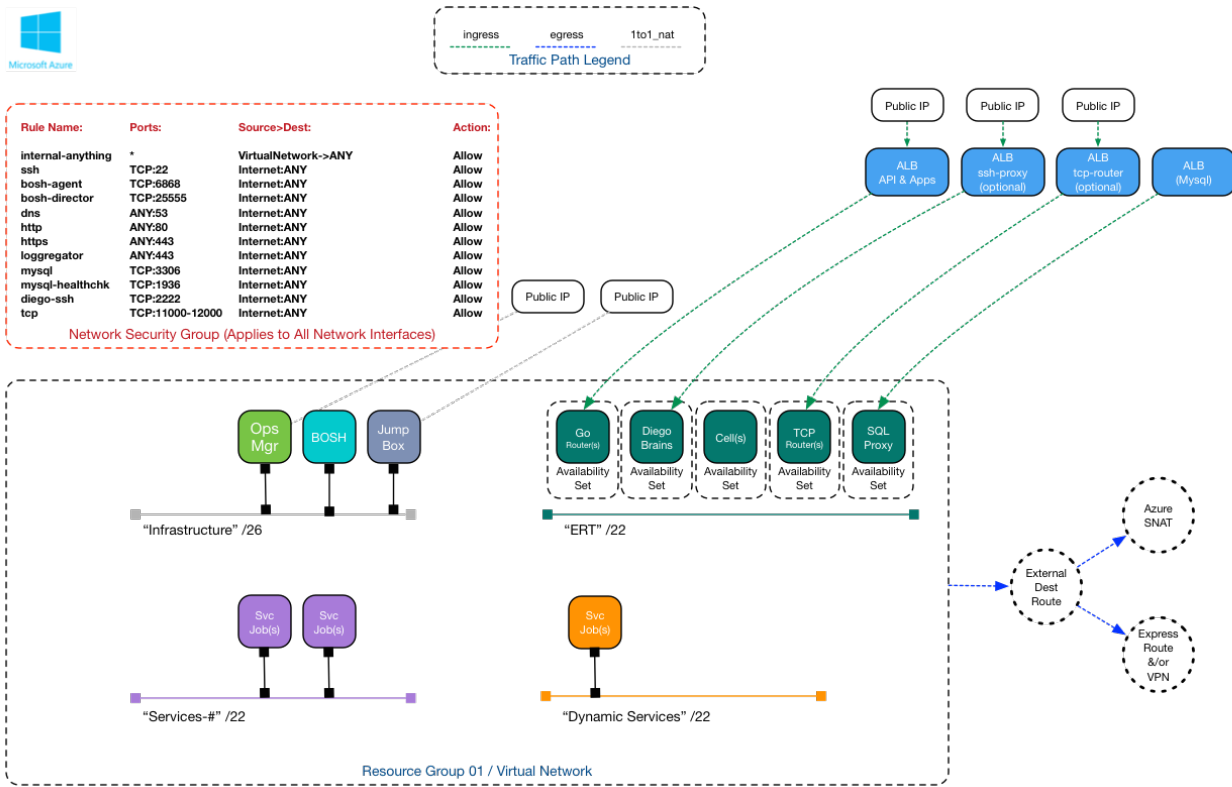 Microsoft Azure
ingress egress 1to1_nat
Traffic Path Legend
Rule Name: Ports: Source>Dest: Action:
internal-anything * VirtualNetwork->ANY Allow
ssh TCP:22 Internet:ANY Allow
bosh-agent TCP:6868 Internet:ANY Allow
bosh-director TCP:25555 Internet:ANY Allow
dns ANY:53 Internet:ANY Allow
http ANY:80 Internet:ANY Allow
https ANY:443 Internet:ANY Allow
loggregator ANY:443 Internet:ANY Allow
mysql TCP:3306 Internet:ANY Allow
mysql-healthchk TCP:1936 Internet:ANY Allow
diego-ssh TCP:2222 Internet:ANY Allow
tcp TCP:11000-12000 Internet:ANY Allow
Network Security Group (Applies to All Network Interfaces)
Public IP
Public IP
Public IP
ALB
API & Apps
ALB
ssh-proxy
(optional)
ALB
tcp-router
(optional)
ALB
(Mysql)
Public IP
Public IP
Ops
Mgr
BOSH
Jump
Box
"Infrastructure" /26
Go
Router(s)
Availability
Set
Diego
Brains
Availability
Set
Cell(s)
Availability
Set
TCP
Router(s)
Availability
Set
SQL
Proxy
Availability
Set
“ERT” /22
Svc
Job(s)
Svc
Job(s)
“Services-#” /22
Svc
Job(s)
“Dynamic Services” /22
Resource Group 01 / Virtual Network
External
Dest
Route
Azure
SNAT
Express
Route
&/or
VPN